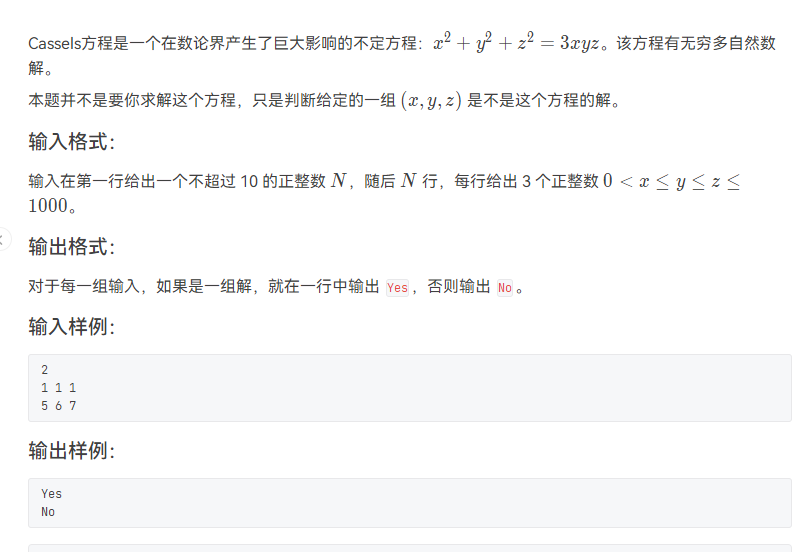 Cassels方程是一个在数论界产生了巨大影响的不定方程：x² + y² + z² = 3xyz。该方程有无穷多自然数
解。
本题并不是要你求解这个方程，只是判断给定的一组 (x, y, z) 是不是这个方程的解。
输入格式：
输入在第一行给出一个不超过 10 的正整数 N，随后 N 行，每行给出 3 个正整数 0 < x ≤ y ≤ z ≤
1000。
输出格式：
对于每一组输入，如果是一组解，就在一行中输出 Yes，否则输出 No。
输入样例：
2
1 1 1
5 6 7
输出样例：
Yes
No